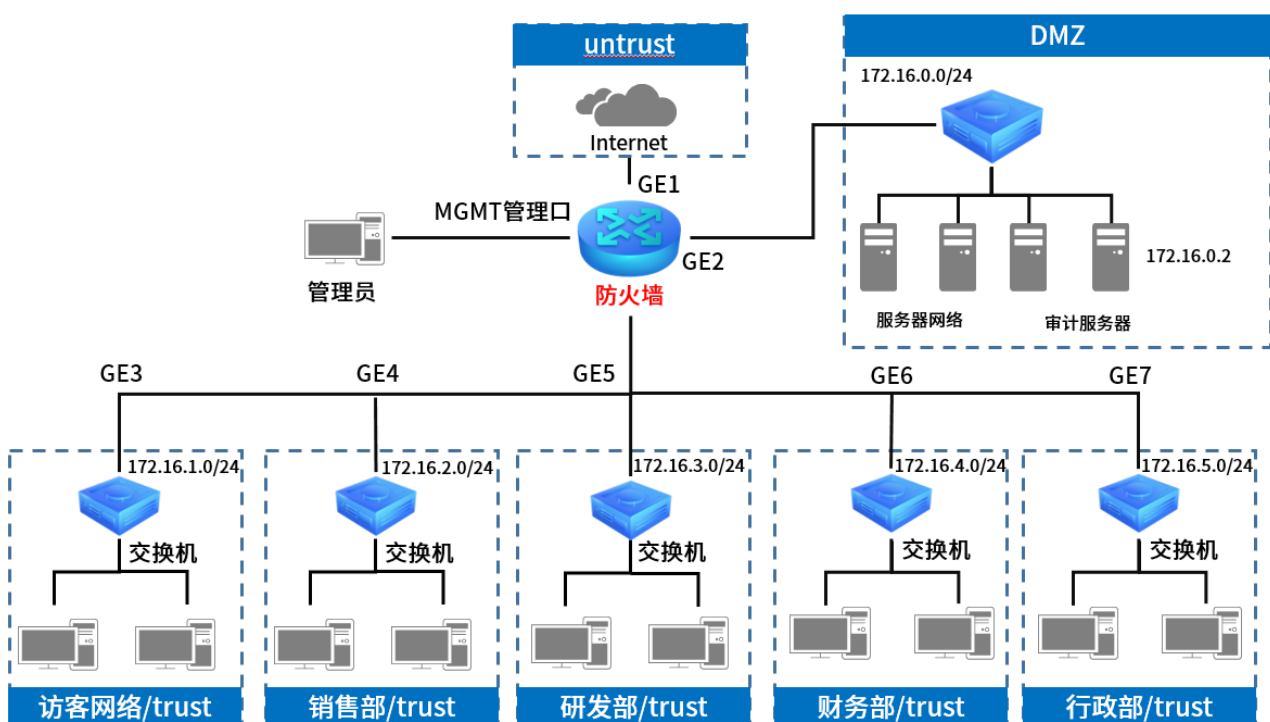 untrust
Internet
DMZ
172.16.0.0/24
172.16.0.2
服务器网络
审计服务器
GE1
MGMT管理口
GE2
管理员
防火墙
GE3
GE4
GE5
GE6
GE7
172.16.1.0/24
172.16.2.0/24
172.16.3.0/24
172.16.4.0/24
172.16.5.0/24
交换机
交换机
交换机
交换机
交换机
访客网络/trust
销售部/trust
研发部/trust
财务部/trust
行政部/trust